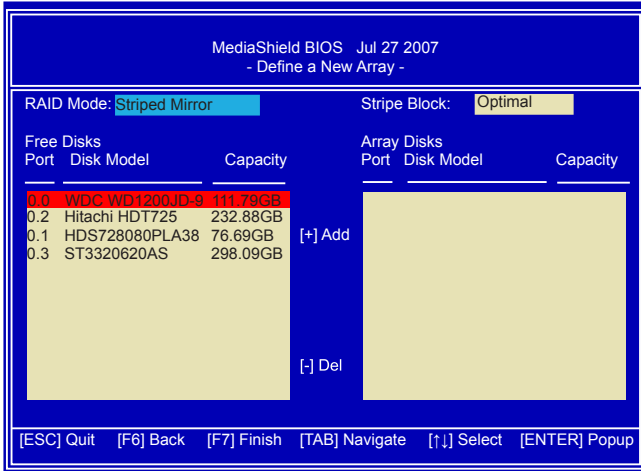 MediaShield BIOS Jul 27 2007
- Define a New Array -
RAID Mode: Striped Mirror
Stripe Block: Optimal
Free Disks
Port Disk Model Capacity
Array Disks
Port Disk Model Capacity
0.0 WDC WD1200JD-9 111.79GB
0.2 Hitachi HDT725 232.88GB
0.1 HDS728080PLA38 76.69GB
0.3 ST3320620AS 298.09GB
[+] Add
[-] Del
[ESC] Quit [F6] Back [F7] Finish [TAB] Navigate [↑↓] Select [ENTER] Popup